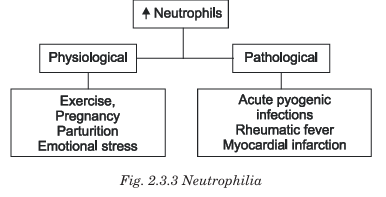 ↑ Neutrophils
Physiological
Pathological
Exercise,
Pregnancy
Parturition
Emotional stress
Acute pyogenic
infections
Rheumatic fever
Myocardial infarction
Fig. 2.3.3 Neutrophilia